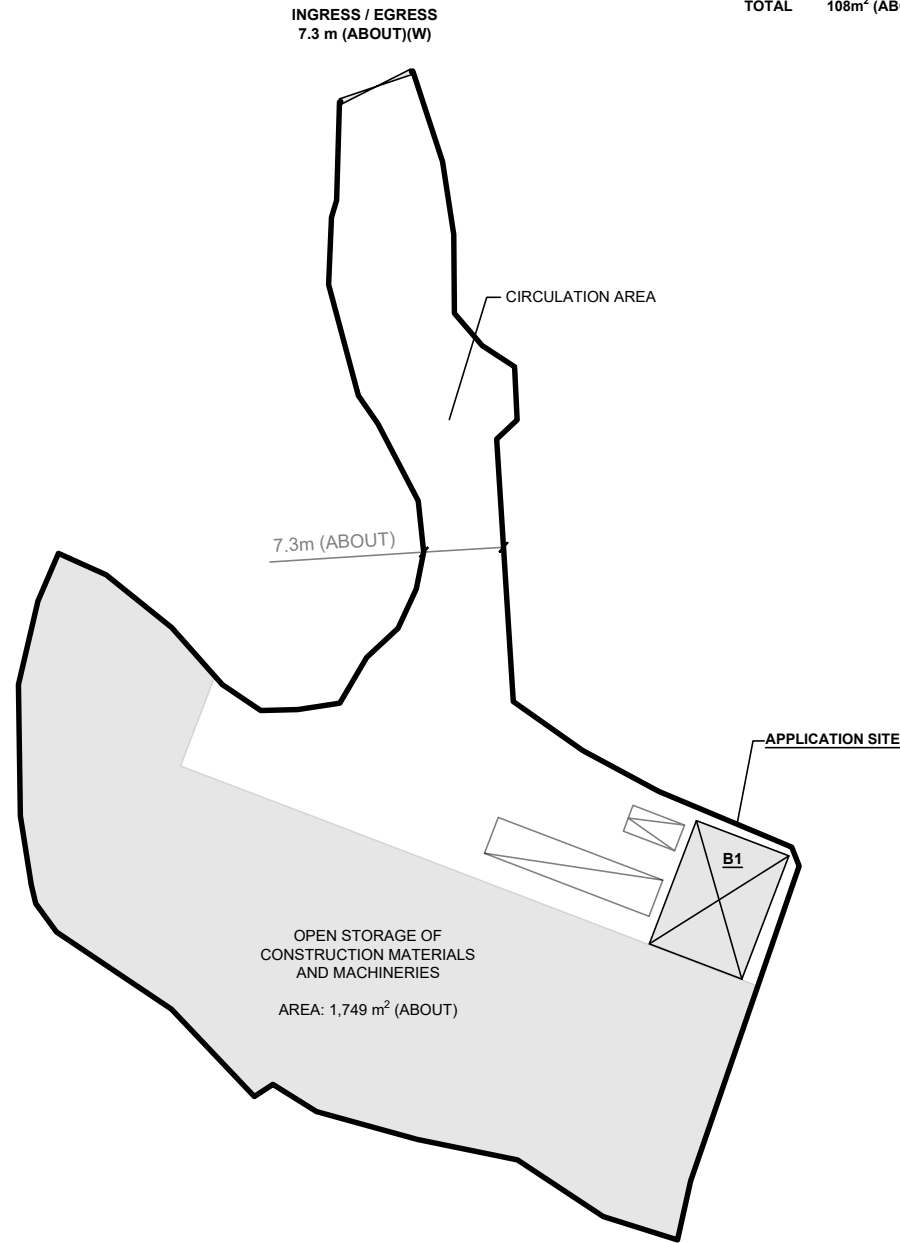 TOTAL 108m² (AB
INGRESS / EGRESS
7.3 m (ABOUT)(W)
CIRCULATION AREA
7.3m (ABOUT)
APPLICATION SITE
B1
OPEN STORAGE OF
CONSTRUCTION MATERIALS
AND MACHINERIES
AREA: 1,749 m² (ABOUT)